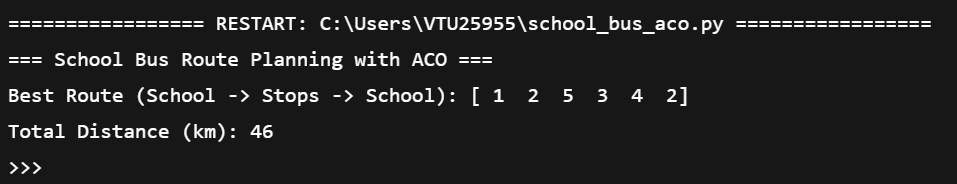 ================= RESTART: C:\Users\VTU25955\school_bus_aco.py =================
=== School Bus Route Planning with ACO ===
Best Route (School -> Stops -> School): [ 1  2  5  3  4  2]
Total Distance (km): 46
>>>